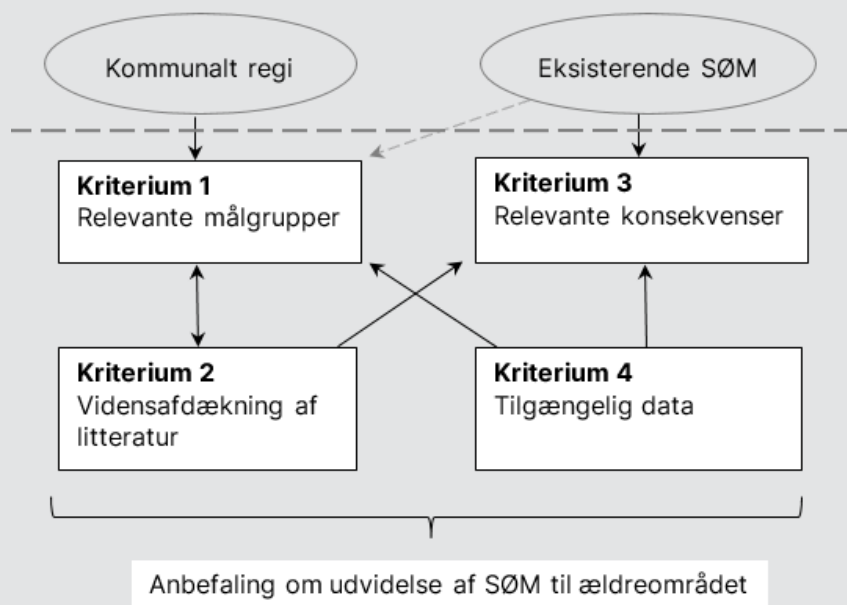 Kommunalt regi
Eksisterende SØM
Kriterium 1
Relevante målgrupper
Kriterium 3
Relevante konsekvenser
Kriterium 2
Vidensafdækning af
litteratur
Kriterium 4
Tilgængelig data
Anbefaling om udvidelse af SØM til ældreområdet